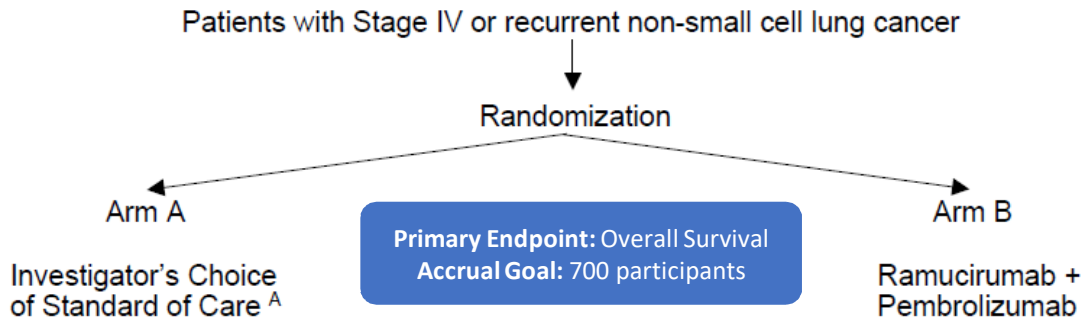 Patients with Stage IV or recurrent non-small cell lung cancer
Randomization
Arm A
Arm B
Primary Endpoint: Overall Survival
Accrual Goal: 700 participants
Investigator's Choice
of Standard of Care A
Ramucirumab +
Pembrolizumab